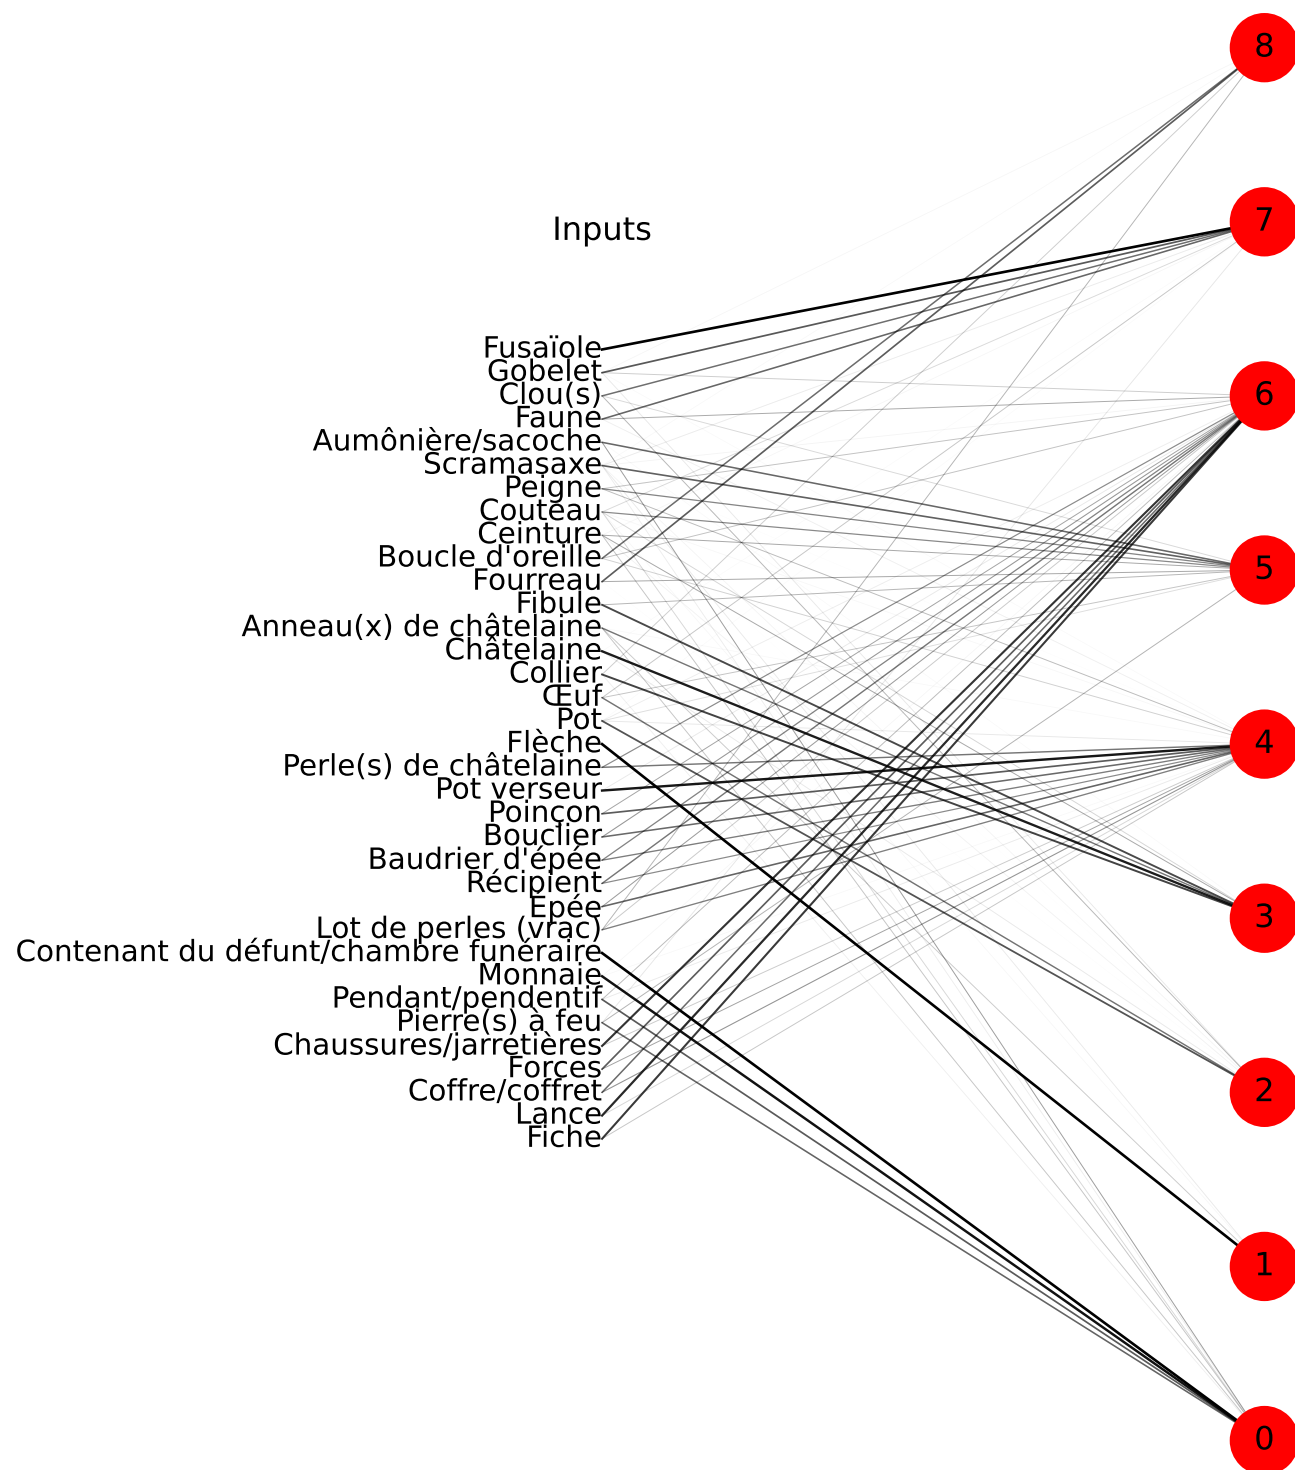 8
7
Inputs
Fusaïole
Gobelet
Clou(s)
6
Faune
Aumônière/sacoche
Scramasaxe
Peigne
Couteau
Ceinture
Boucle d'oreille
5
Fourreau
Fibule
Anneau(x) de châtelaine
Châtelaine
Collier
Œuf
Pot
Flèche
4
Perle(s) de châtelaine
Pot verseur
Poinçon
Bouclier
Baudrier d'épée
Récipient
Epée
3
Lot de perles (vrac)
Contenant du défunt/chambre funéraire
Monnaie
Pendant/pendentif
Pierre(s) à feu
Chaussures/jarretières
Forces
Coffre/coffret
2
Lance
Fiche
1
0